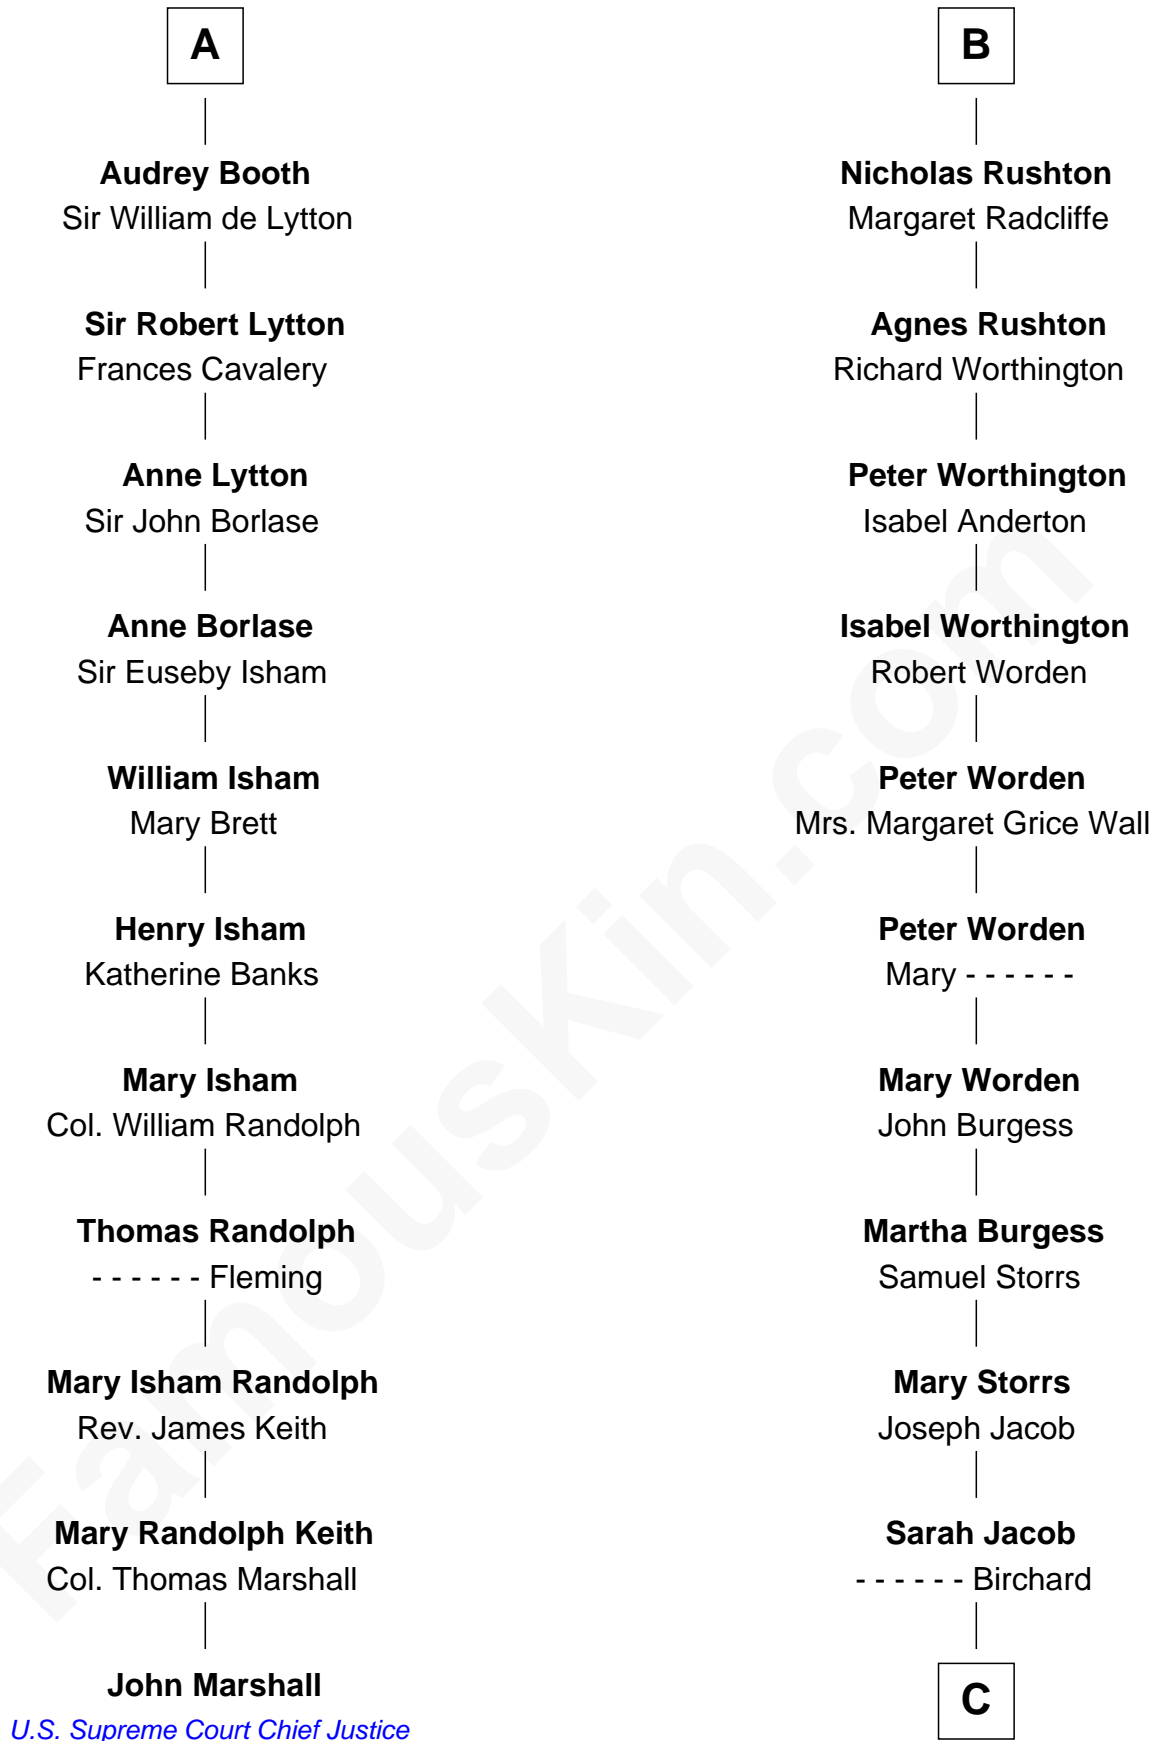 A
Audrey Booth
Sir William de Lytton
Sir Robert Lytton
Frances Cavalery
Anne Lytton
Sir John Borlase
Anne Borlase
Sir Euseby Isham
William Isham
Mary Brett
Henry Isham
Katherine Banks
Mary Isham
Col. William Randolph
Thomas Randolph
- - - - - - Fleming
Mary Isham Randolph
Rev. James Keith
Mary Randolph Keith
Col. Thomas Marshall
John Marshall
U.S. Supreme Court Chief Justice
B
Nicholas Rushton
Margaret Radcliffe
Agnes Rushton
Richard Worthington
Peter Worthington
Isabel Anderton
Isabel Worthington
Robert Worden
Peter Worden
Mrs. Margaret Grice Wall
Peter Worden
Mary - - - - - -
Mary Worden
John Burgess
Martha Burgess
Samuel Storrs
Mary Storrs
Joseph Jacob
Sarah Jacob
- - - - - - Birchard
C
FamousKin.com